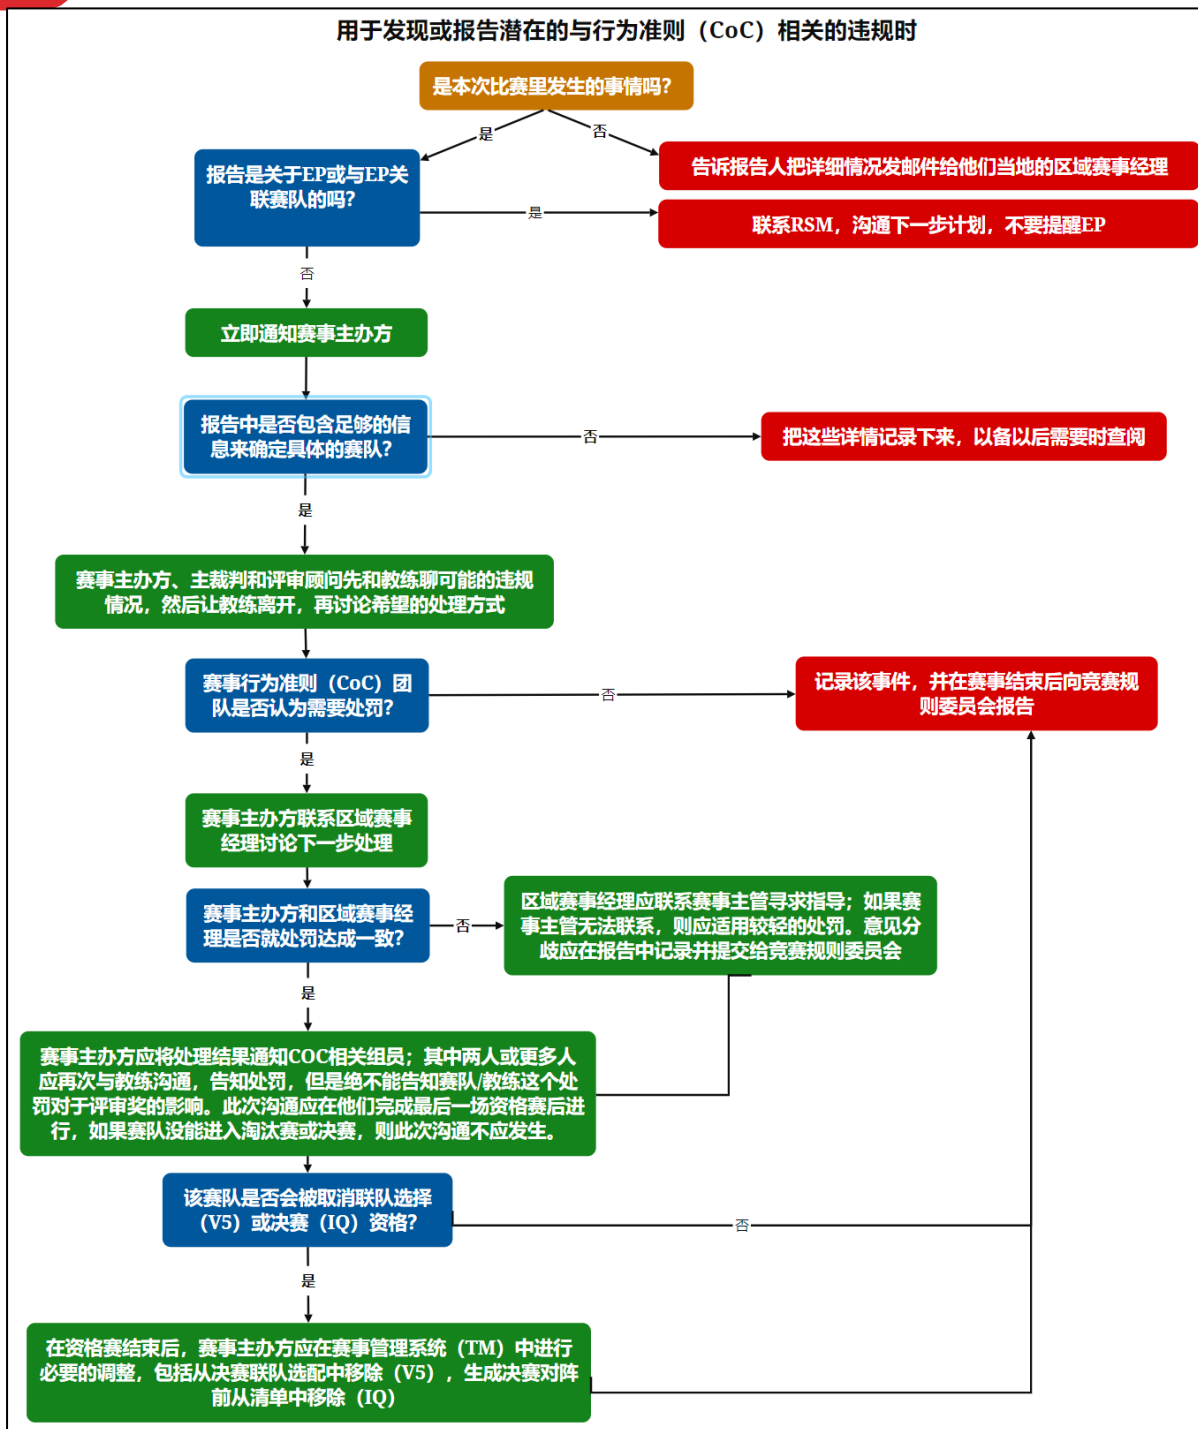 用于发现或报告潜在的与行为准则（CoC）相关的违规时
是本次比赛里发生的事情吗？
是
否
报告是关于EP或与EP关
联赛队的吗？
告诉报告人把详细情况发邮件给他们当地的区域赛事经理
是
联系RSM，沟通下一步计划，不要提醒EP
否
立即通知赛事主办方
报告中是否包含足够的信
息来确定具体的赛队？
否
把这些详情记录下来，以备以后需要时查阅
是
赛事主办方、主裁判和评审顾问先和教练聊可能的违规
情况，然后让教练离开，再讨论希望的处理方式
赛事行为准则（CoC）团
队是否认为需要处罚？
否
记录该事件，并在赛事结束后向竞赛规
则委员会报告
是
赛事主办方联系区域赛事
经理讨论下一步处理
赛事主办方和区域赛事经
理是否就处罚达成一致？
否
区域赛事经理应联系赛事主管寻求指导；如果赛
事主管无法联系，则应适用较轻的处罚。意见分
歧应在报告中记录并提交给竞赛规则委员会
是
赛事主办方应将处理结果通知COC相关组员；其中两人或更多人
应再次与教练沟通，告知处罚，但是绝不能告知赛队/教练这个处
罚对于评审奖的影响。此次沟通应在他们完成最后一场资格赛后进
行，如果赛队没能进入淘汰赛或决赛，则此次沟通不应发生。
该赛队是否会被取消联队选择
（V5）或决赛（IQ）资格？
否
是
在资格赛结束后，赛事主办方应在赛事管理系统（TM）中进行
必要的调整，包括从决赛联队选配中移除（V5），生成决赛对阵
前从清单中移除（IQ）